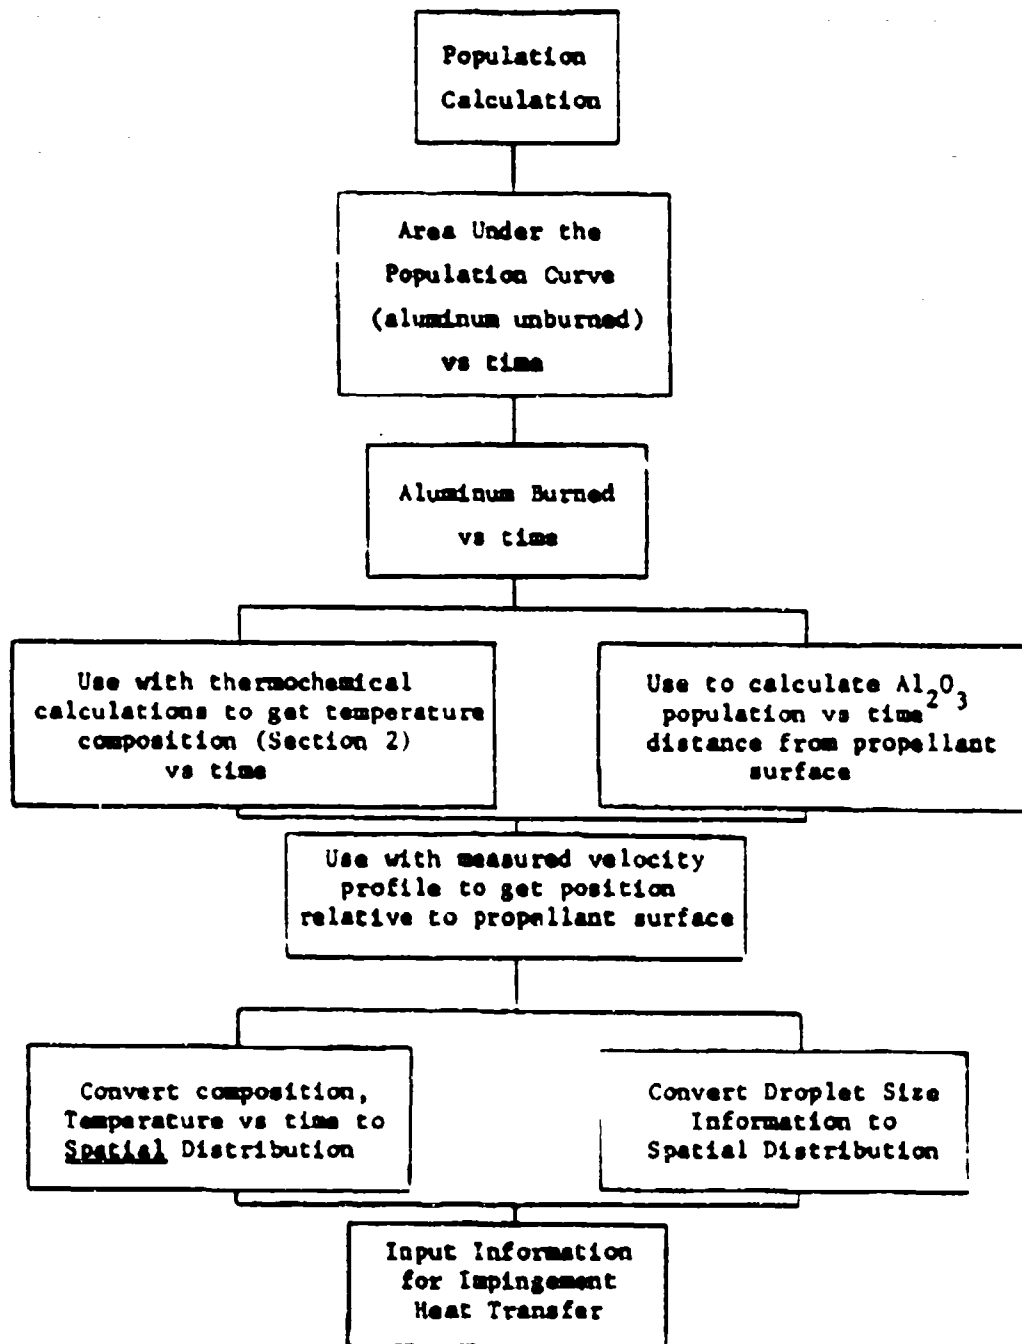 Population
Calculation
Area Under the
Population Curve
(aluminum unburned)
vs time
Aluminum Burned
vs time
Use with thermochemical
calculations to get temperature
composition (Section 2)
vs time
Use to calculate Al2O3
population vs time
distance from propellant
surface
Use with measured velocity
profile to get position
relative to propellant surface
Convert composition,
Temperature vs time to
Spatial Distribution
Convert Droplet Size
Information to
Spatial Distribution
Input Information
for Impingement
Heat Transfer